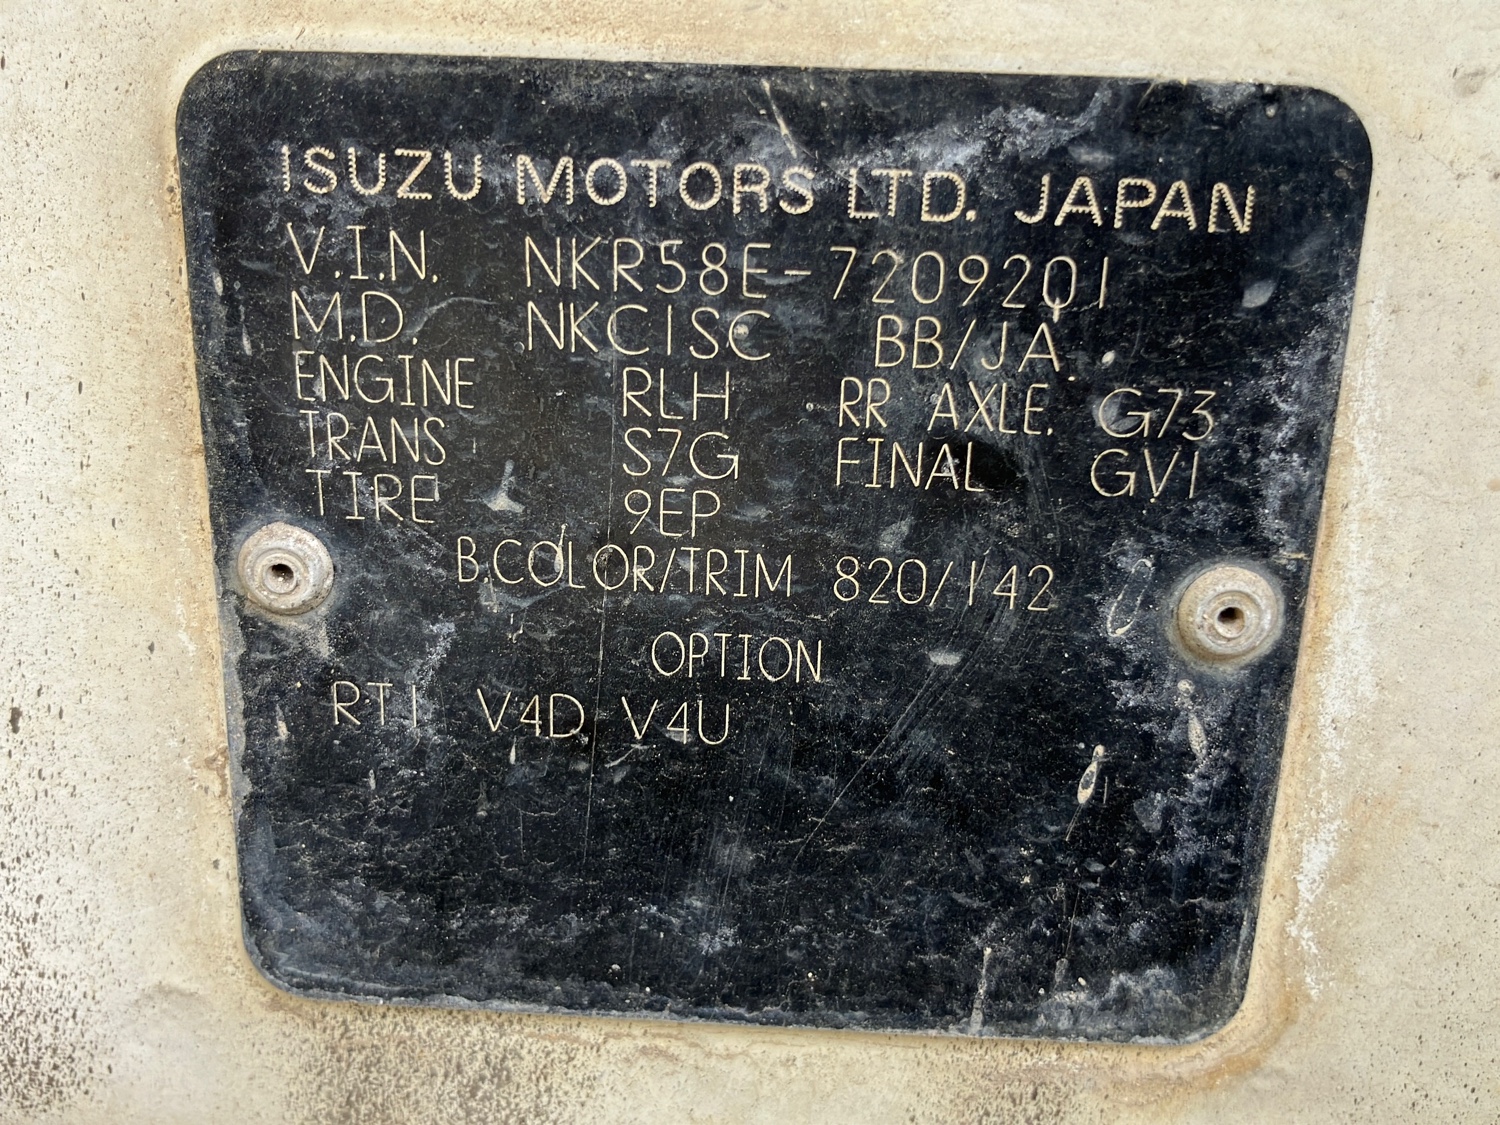 ISUZU MOTORS LTD. JAPAN
V.I.N. NKR58E-7209201
M.D. NKC1SC BB/JA
ENGINE RLH RR AXLE. G73
TRANS S7G FINAL GV1
TIRE 9EP
B.COLOR/TRIM 820/142
OPTION
RT1 V4D V4U